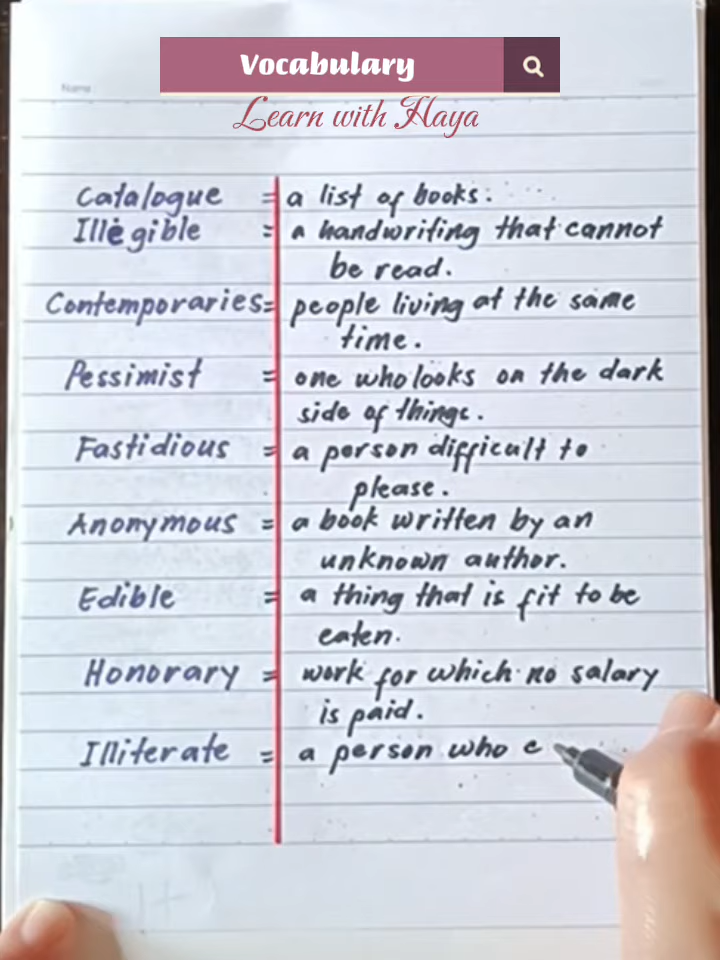 Vocabulary
Learn with Haya
Name
Catalogue = a list of books.
Illegible = a handwriting that cannot
be read.
Contemporaries = people living at the same
time.
Pessimist = one who looks on the dark
side of things.
Fastidious = a person difficult to
please.
Anonymous = a book written by an
unknown author.
Edible = a thing that is fit to be
eaten.
Honorary = work for which no salary
is paid.
Illiterate = a person who c